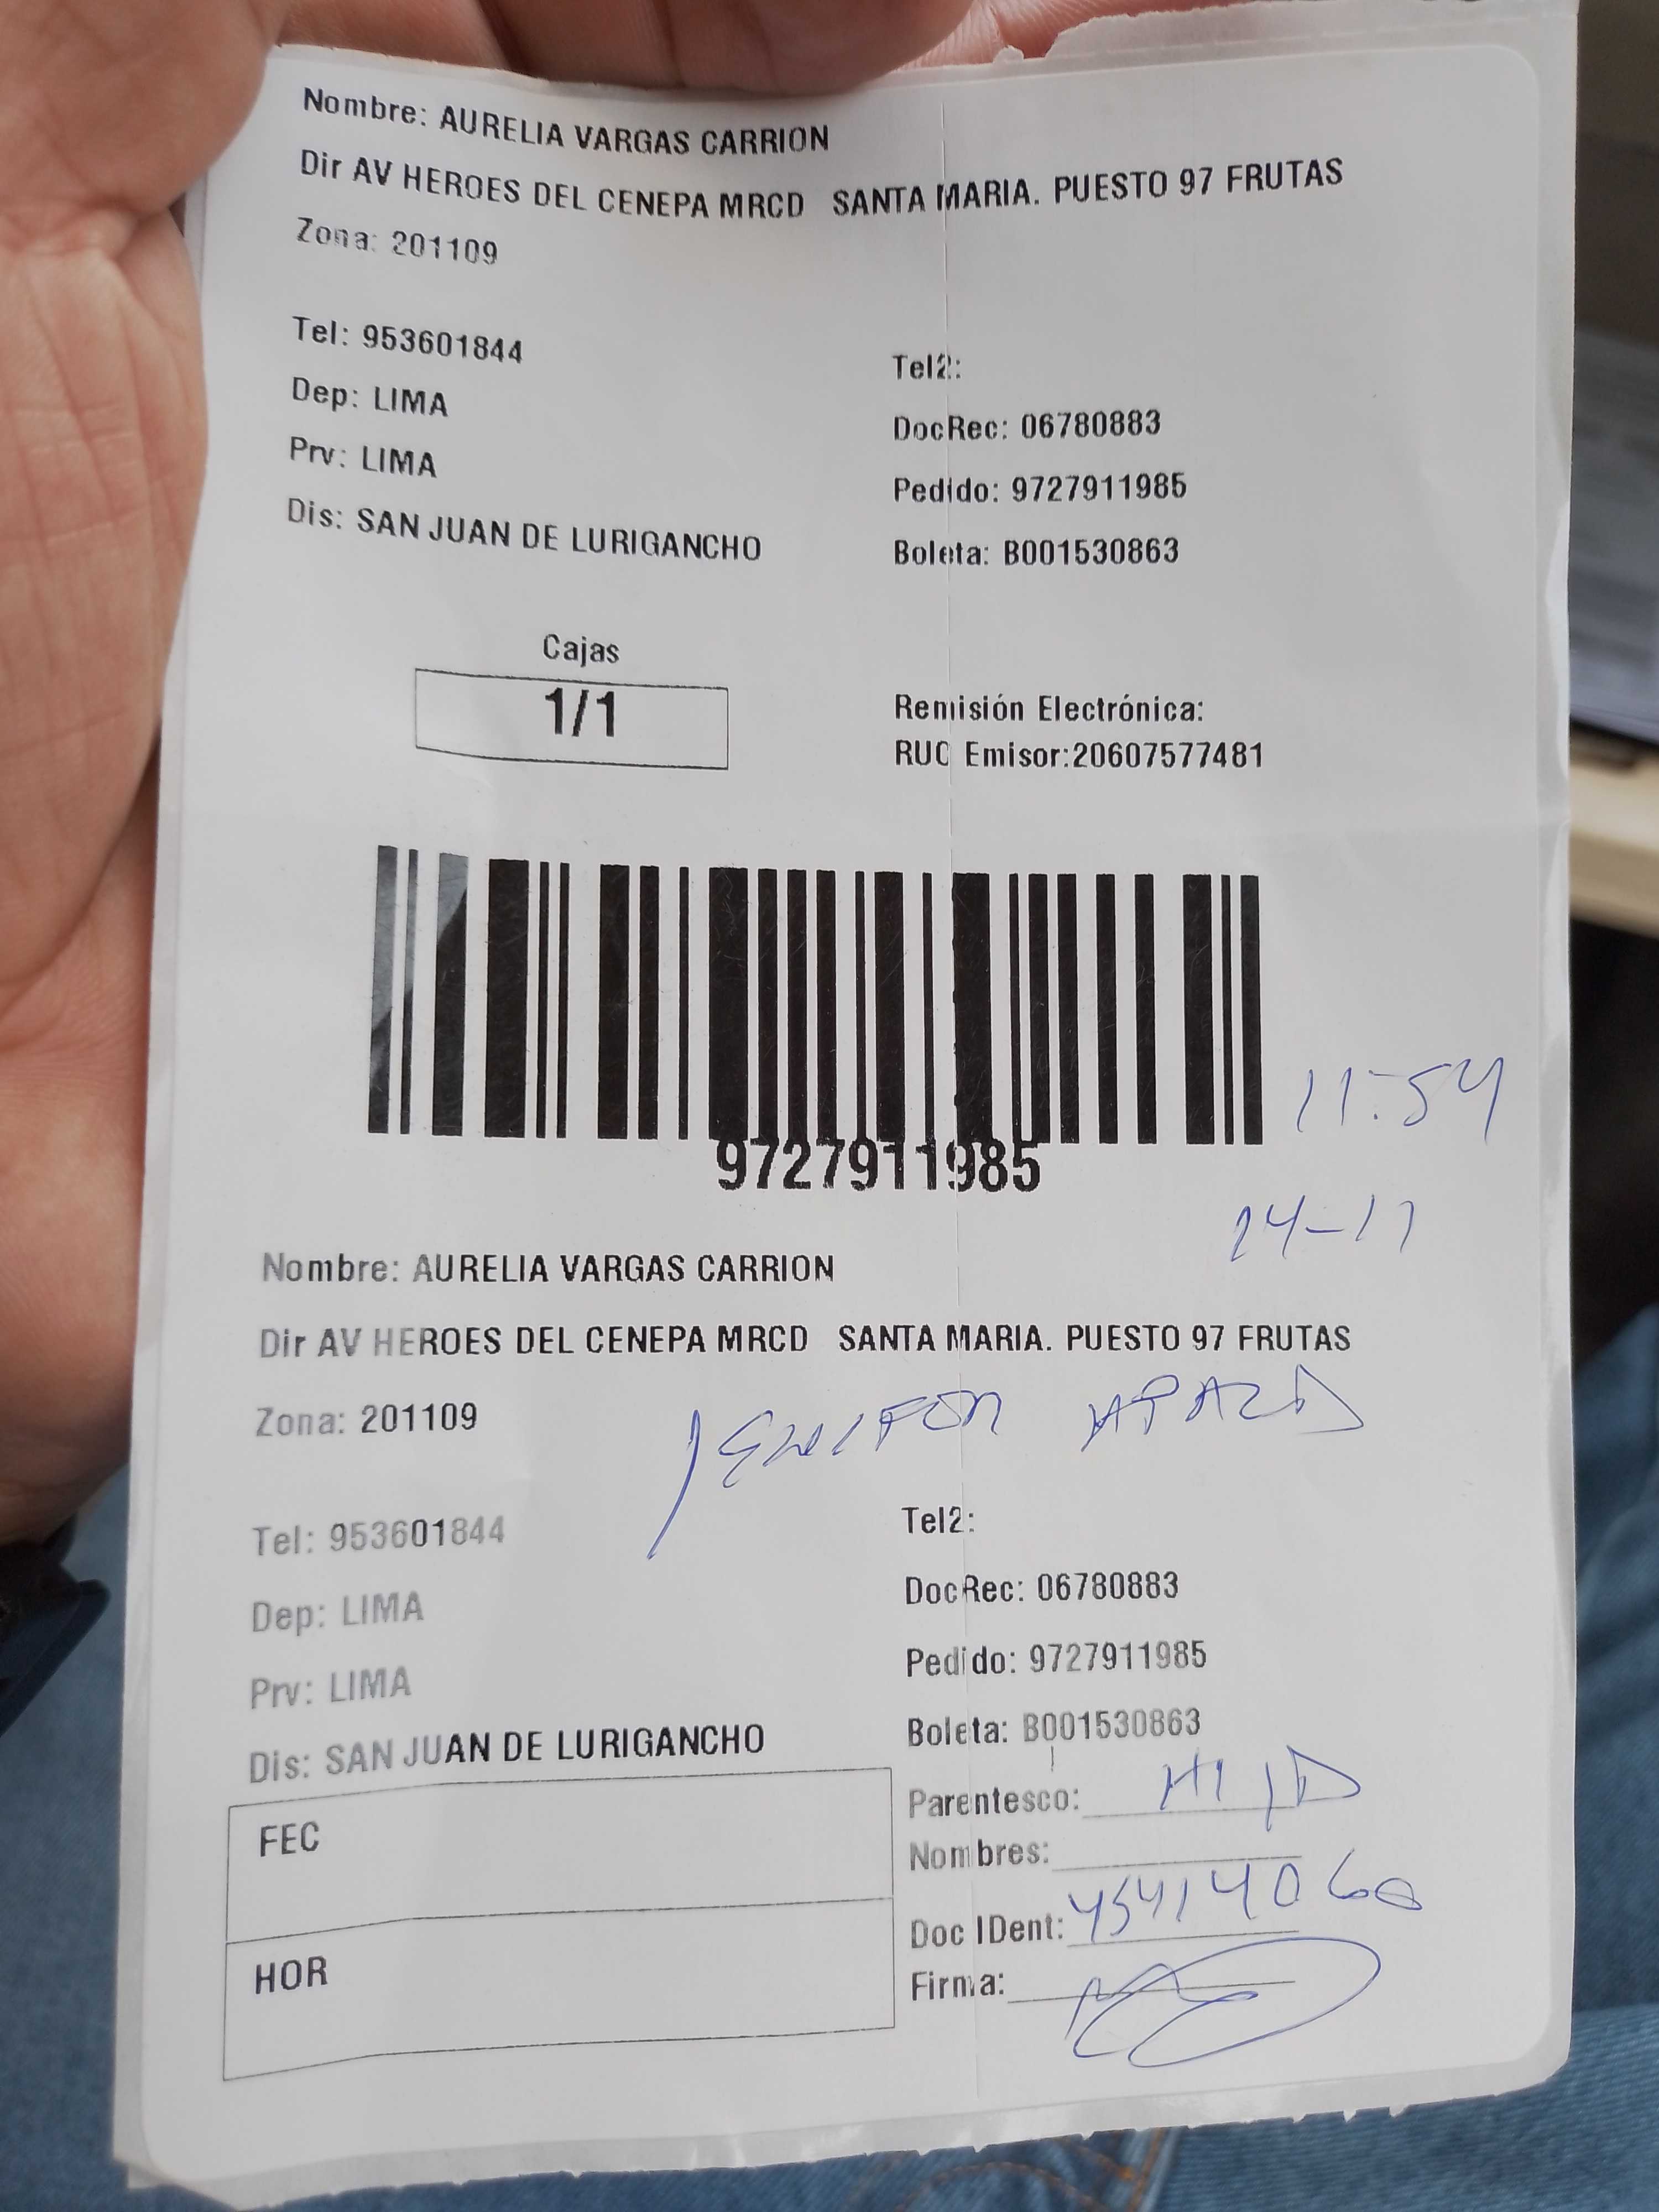 Nombre: AURELIA VARGAS CARRION
Dir AV HEROES DEL CENEPA MRCD SANTA MARIA. PUESTO 97 FRUTAS
Zona: 201109
Tel: 953601844
Tel2:
Dep: LIMA
DocRec: 06780883
Prv: LIMA
Pedido: 9727911985
Dis: SAN JUAN DE LURIGANCHO
Boleta: B001530863
Cajas
1/1
Remisión Electrónica:
RUC Emisor:20607577481
11:54
9727911985
14-11
Nombre: AURELIA VARGAS CARRION
Dir AV HEROES DEL CENEPA MRCD SANTA MARIA. PUESTO 97 FRUTAS
Zona: 201109
Tel: 953601844
Tel2:
Dep: LIMA
DocRec: 06780883
Prv: LIMA
Pedido: 9727911985
Dis: SAN JUAN DE LURIGANCHO
Boleta: B001530863
FEC
Parentesco: HIJO
Nombres:
Doc IDent:
HOR
Firma: